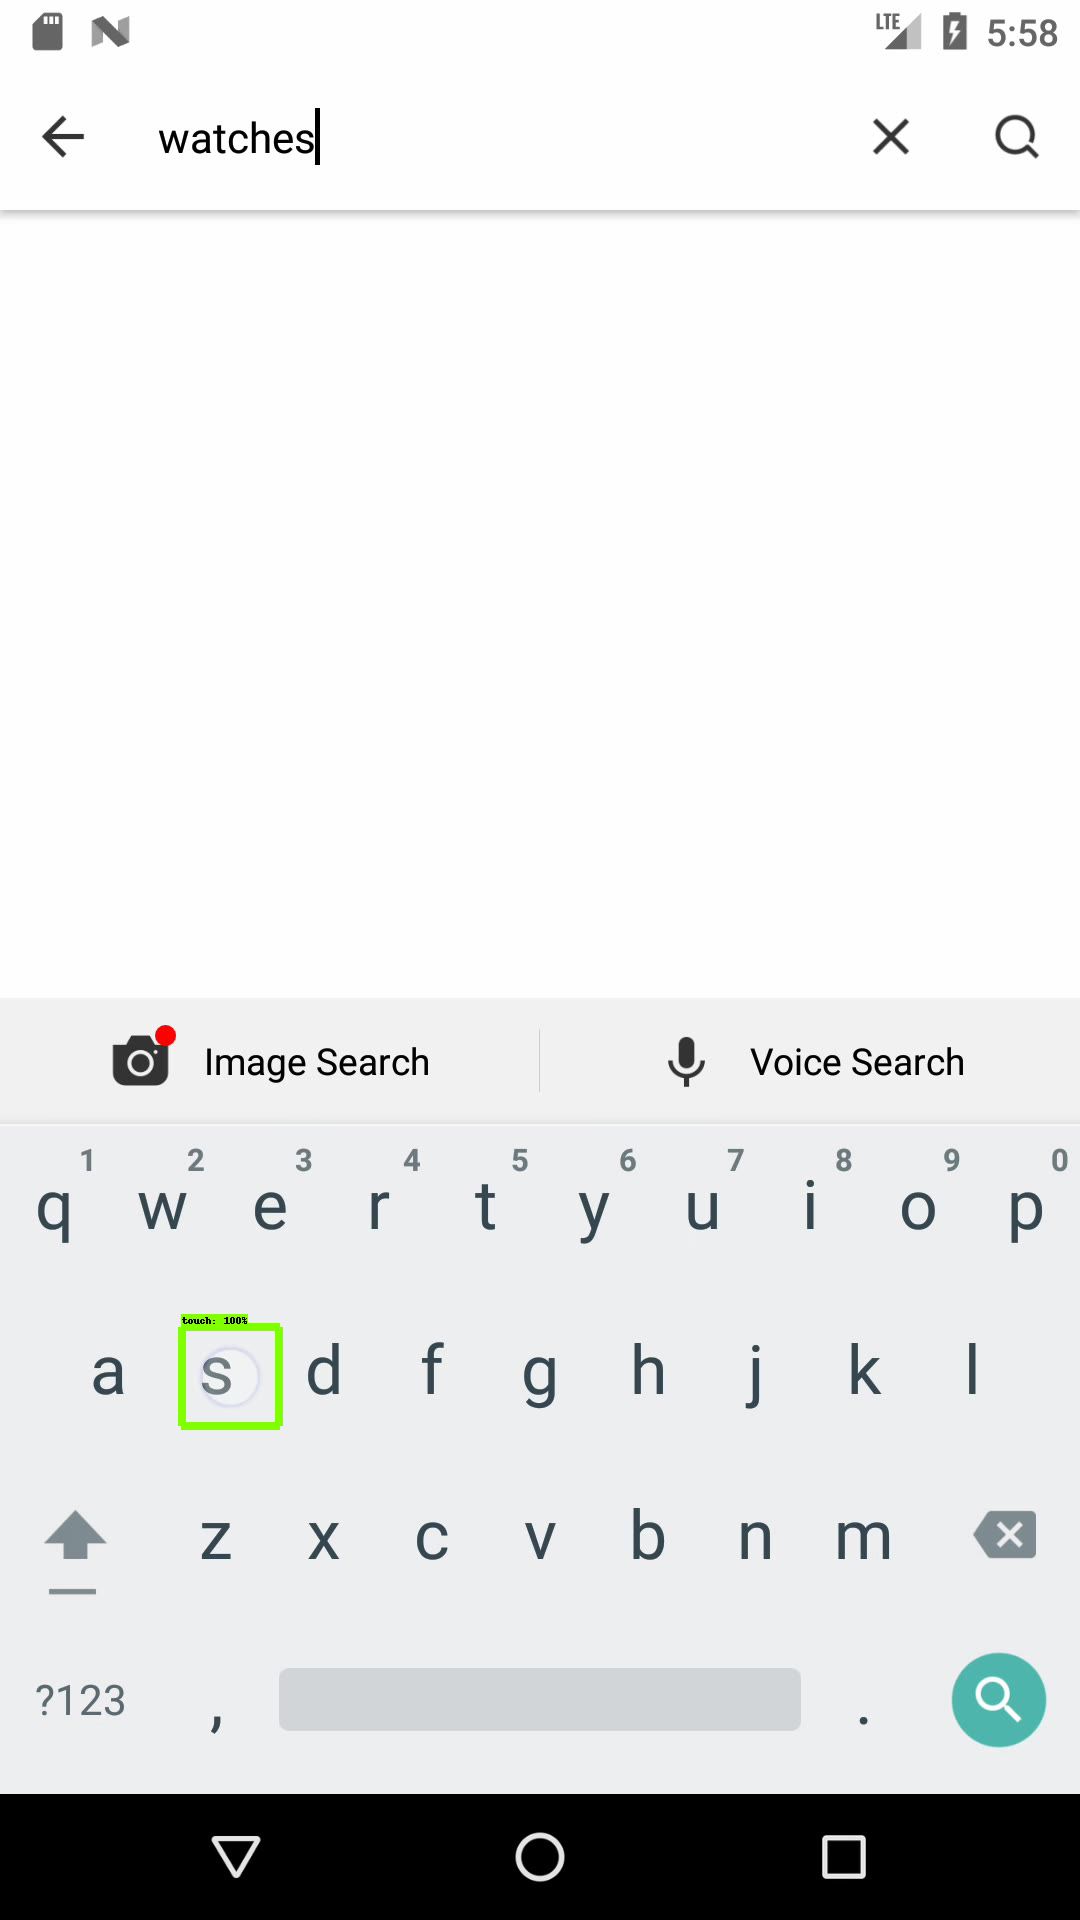 LTE 5:58
watches
Image Search Voice Search
1 2 3 4 5 6 7 8 9 0
q w e r t y u i o p
touch: 100%
a s d f g h j k l
z x c v b n m
?123 , .